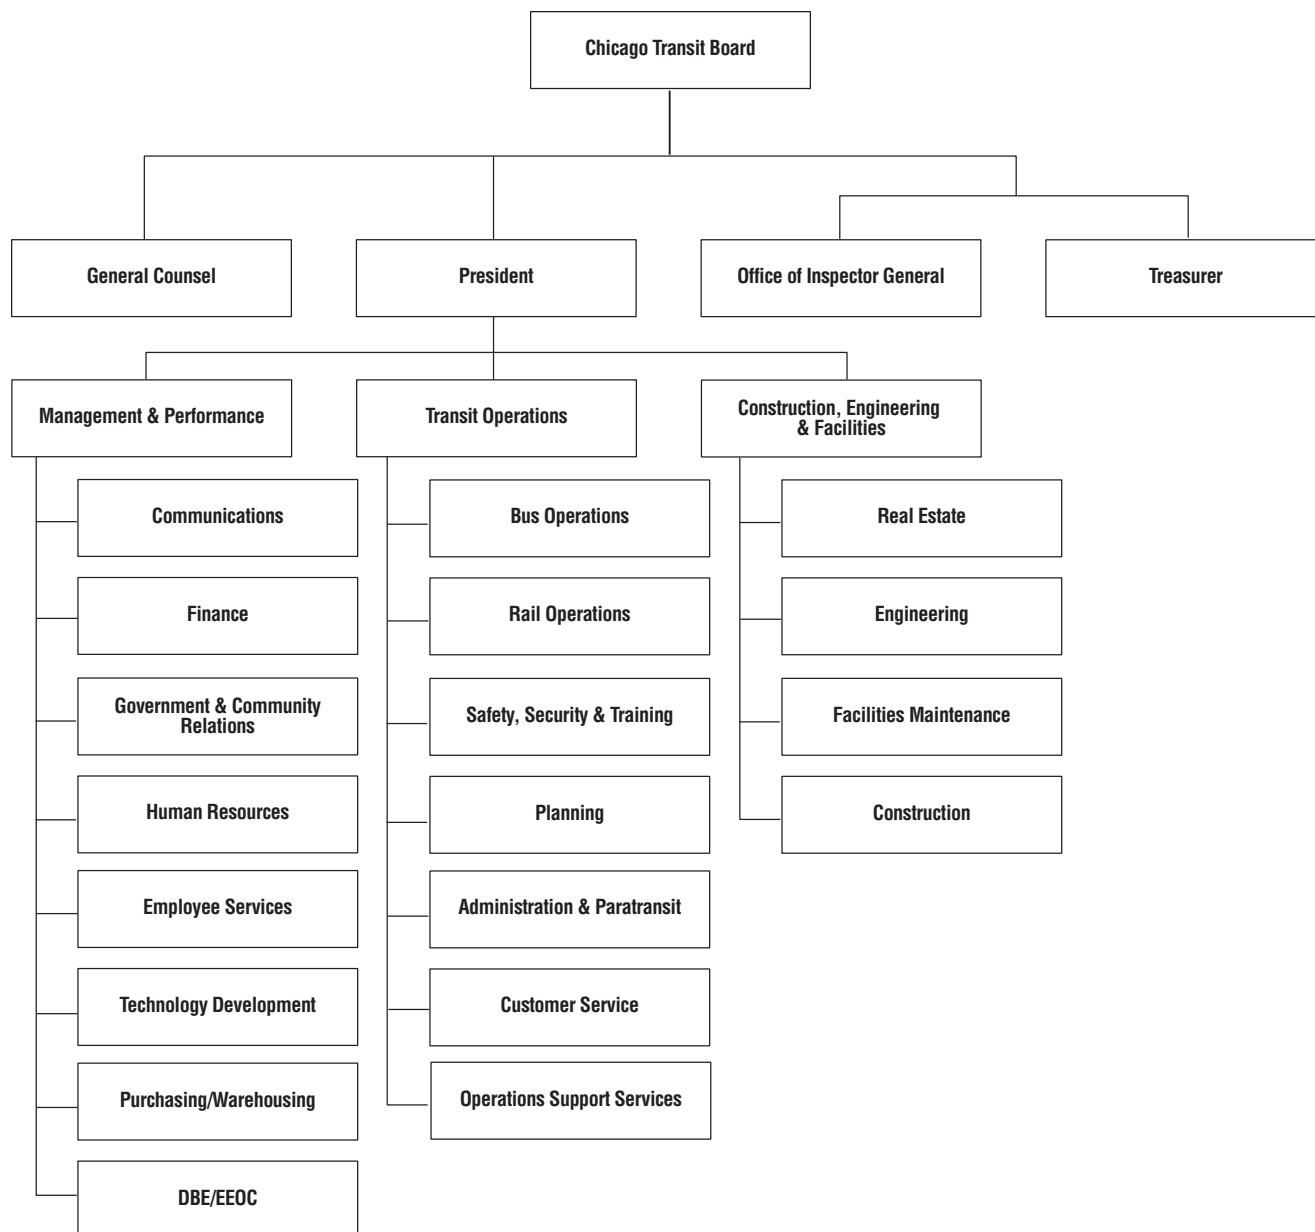 Chicago Transit Board
General Counsel
President
Office of Inspector General
Treasurer
Management & Performance
Transit Operations
Construction, Engineering
& Facilities
Communications
Finance
Government & Community
Relations
Human Resources
Employee Services
Technology Development
Purchasing/Warehousing
DBE/EEOC
Bus Operations
Rail Operations
Safety, Security & Training
Planning
Administration & Paratransit
Customer Service
Operations Support Services
Real Estate
Engineering
Facilities Maintenance
Construction